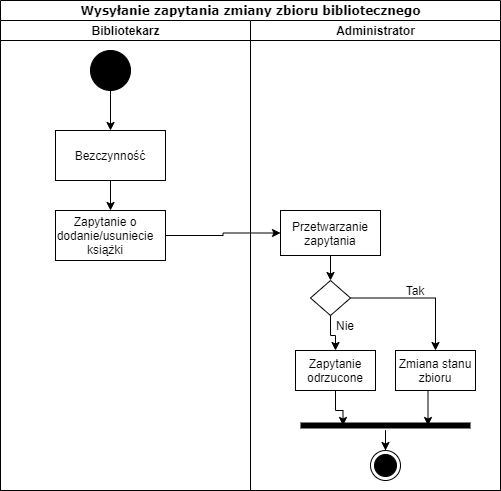 Wysyłanie zapytania zmiany zbioru bibliotecznego
Bibliotekarz
Administrator
Bezczynność
Zapytanie o
dodanie/usuniecie
książki
Przetwarzanie
zapytania
Tak
Nie
Zapytanie
odrzucone
Zmiana stanu
zbioru